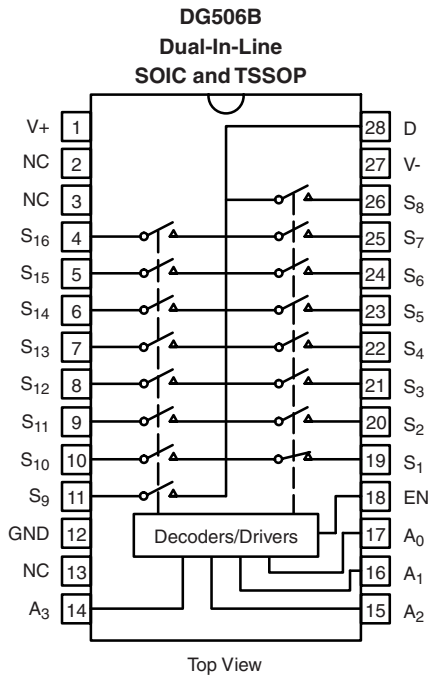 DG506B
Dual-In-Line
SOIC and TSSOP
V+ 1 28 D
NC 2 27 V-
NC 3 26 S8
S16 4 25 S7
S15 5 24 S6
S14 6 23 S5
S13 7 22 S4
S12 8 21 S3
S11 9 20 S2
S10 10 19 S1
S9 11 18 EN
GND 12 Decoders/Drivers 17 A0
NC 13 16 A1
A3 14 15 A2
Top View